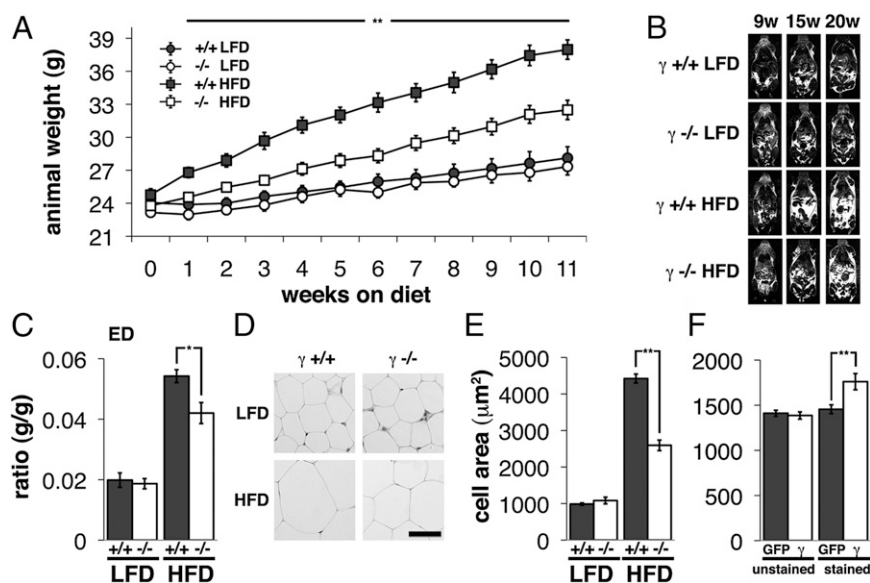 A
**
animal weight (g)
39
36
33
30
27
24
21
+/+ LFD
-/- LFD
+/+ HFD
-/- HFD
0 1 2 3 4 5 6 7 8 9 10 11
weeks on diet
B
9w 15w 20w
γ +/+ LFD
γ -/- LFD
γ +/+ HFD
γ -/- HFD
C
ED
ratio (g/g)
0.06
0.04
0.02
0
*
+/+ -/- +/+ -/-
LFD HFD
D
γ +/+ γ -/-
LFD
HFD
E
cell area (μm²)
5000
4000
3000
2000
1000
0
**
+/+ -/- +/+ -/-
LFD HFD
F
2000
1500
1000
500
0
**
GFP γ GFP γ
unstained stained